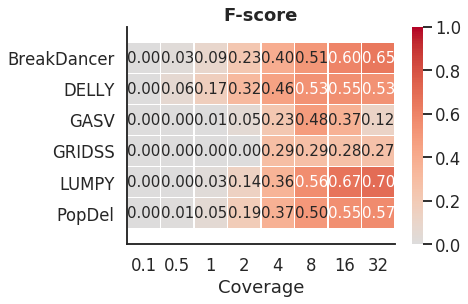 F-score
BreakDancer 0.00 0.03 0.09 0.23 0.40 0.51 0.60 0.65
DELLY 0.00 0.06 0.17 0.32 0.46 0.53 0.55 0.53
GASV 0.00 0.00 0.01 0.05 0.23 0.48 0.37 0.12
GRIDSS 0.00 0.00 0.00 0.00 0.29 0.29 0.28 0.27
LUMPY 0.00 0.00 0.03 0.14 0.36 0.56 0.67 0.70
PopDel 0.00 0.01 0.05 0.19 0.37 0.50 0.55 0.57
0.1 0.5 1 2 4 8 16 32
Coverage
1.0
0.8
0.6
0.4
0.2
0.0